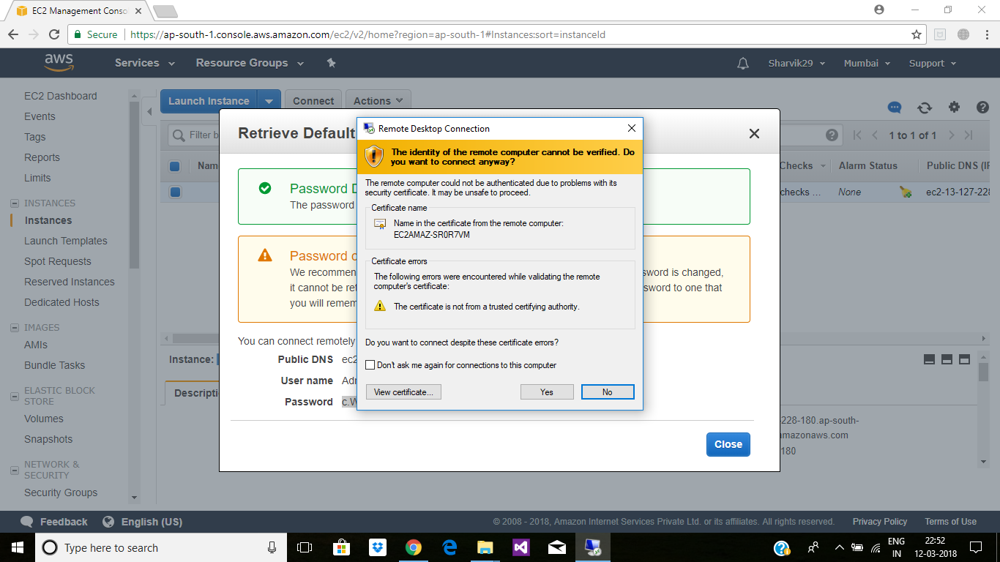 EC2 Management Conso
Secure
https://ap-south-1.console.aws.amazon.com/ec2/v2/home?region=ap-south-1#Instances:sort=instanceId
aws
Services
Resource Groups
Sharvik29
Mumbai
Support
EC2 Dashboard
Events
Tags
Reports
Limits
INSTANCES
Instances
Launch Templates
Spot Requests
Reserved Instances
Dedicated Hosts
IMAGES
AMIs
Bundle Tasks
ELASTIC BLOCK
STORE
Volumes
Snapshots
NETWORK &
SECURITY
Security Groups
Launch Instance
Connect
Actions
Filter b
1 to 1 of 1
Nam
Checks
Alarm Status
Public DNS (IP
checks ...
None
ec2-13-127-228
Instance:
Descripti
-228-180.ap-south-
amazonaws.com
180
Retrieve Default
Password D
The password
Password c
We recommen
sword is changed,
it cannot be ret
sword to one that
you will remem
You can connect remotely
Public DNS ec2
User name Adr
Password c.W
Close
Remote Desktop Connection
The identity of the remote computer cannot be verified. Do
you want to connect anyway?
The remote computer could not be authenticated due to problems with its
security certificate. It may be unsafe to proceed.
Certificate name
Name in the certificate from the remote computer:
EC2AMAZ-SR0R7VM
Certificate errors
The following errors were encountered while validating the remote
computer's certificate:
The certificate is not from a trusted certifying authority.
Do you want to connect despite these certificate errors?
Don't ask me again for connections to this computer
View certificate...
Yes
No
Feedback
English (US)
© 2008 - 2018, Amazon Internet Services Private Ltd. or its affiliates. All rights reserved.
Privacy Policy
Terms of Use
Type here to search
ENG
IN
22:52
12-03-2018